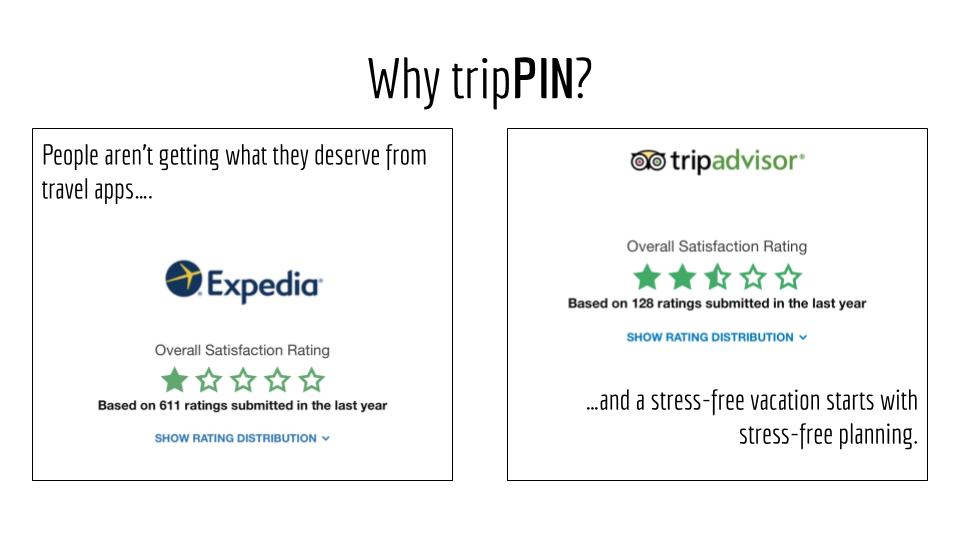 Why tripPIN?
People aren't getting what they deserve from
travel apps....
Expedia®
Overall Satisfaction Rating
Based on 611 ratings submitted in the last year
SHOW RATING DISTRIBUTION
tripadvisor®
Overall Satisfaction Rating
Based on 128 ratings submitted in the last year
SHOW RATING DISTRIBUTION
...and a stress-free vacation starts with
stress-free planning.